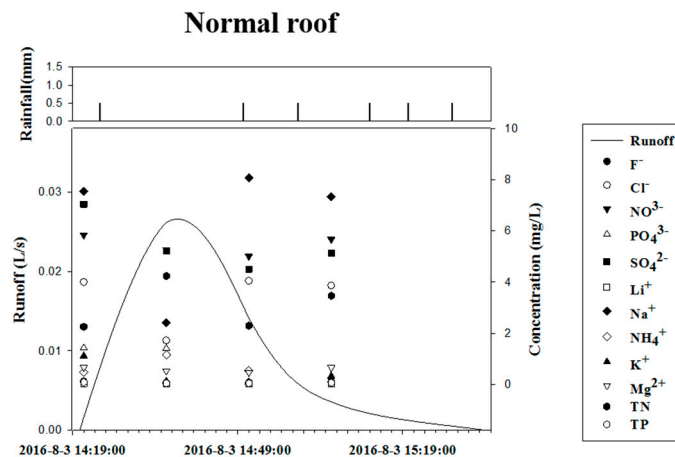 Normal roof
Rainfall(mm)
1.5
1.0
0.5
0.0
Runoff (L/s)
0.03
0.02
0.01
0.00
Concentration (mg/L)
10
8
6
4
2
0
2016-8-3 14:19:00
2016-8-3 14:49:00
2016-8-3 15:19:00
Runoff
F⁻
Cl⁻
NO³⁻
PO₄³⁻
SO₄²⁻
Li⁺
Na⁺
NH₄⁺
K⁺
Mg²⁺
TN
TP